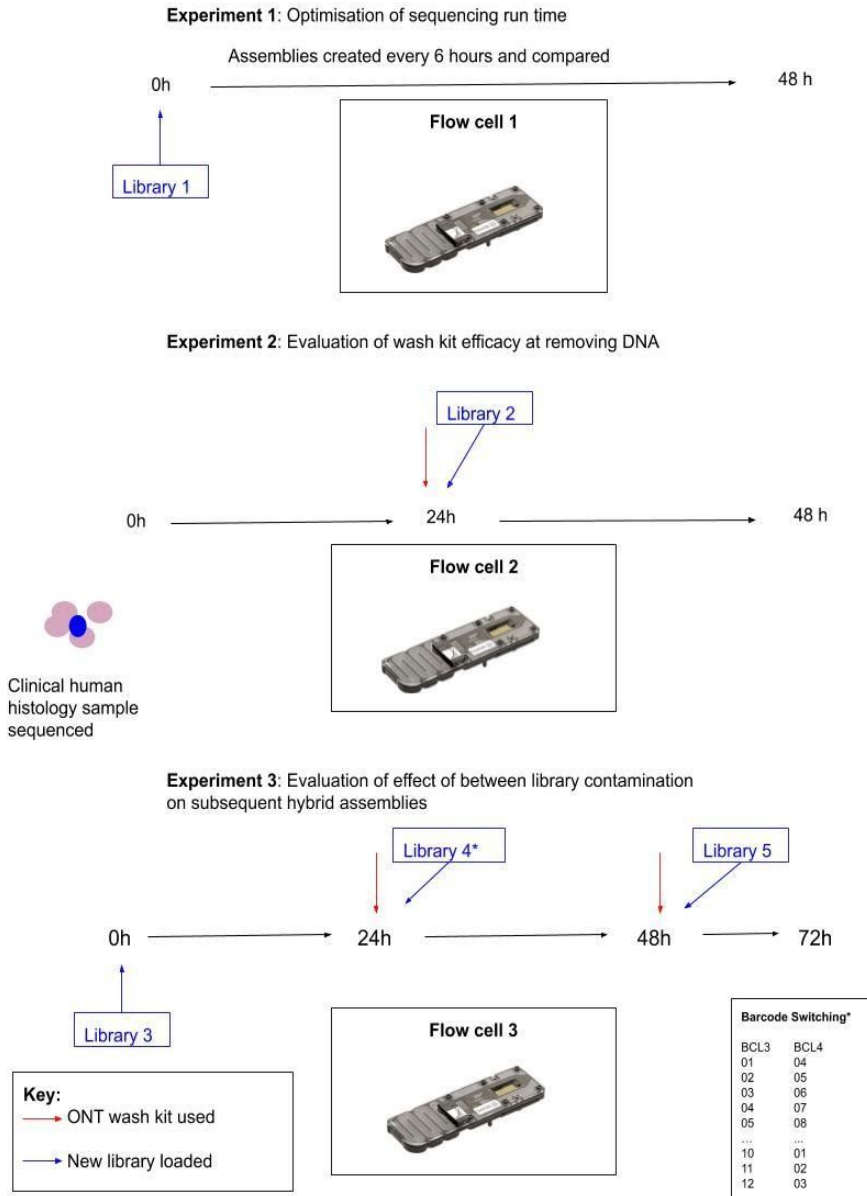 Experiment 1: Optimisation of sequencing run time
Assemblies created every 6 hours and compared
0h
48 h
Flow cell 1
Library 1
Experiment 2: Evaluation of wash kit efficacy at removing DNA
Library 2
0h
24h
48 h
Flow cell 2
Clinical human
histology sample
sequenced
Experiment 3: Evaluation of effect of between library contamination
on subsequent hybrid assemblies
Library 4*
Library 5
0h
24h
48h
72h
Library 3
Flow cell 3
Barcode Switching*
BCL3 BCL4
01 04
02 05
03 06
04 07
05 08
... ...
10 01
11 02
12 03
Key:
ONT wash kit used
New library loaded